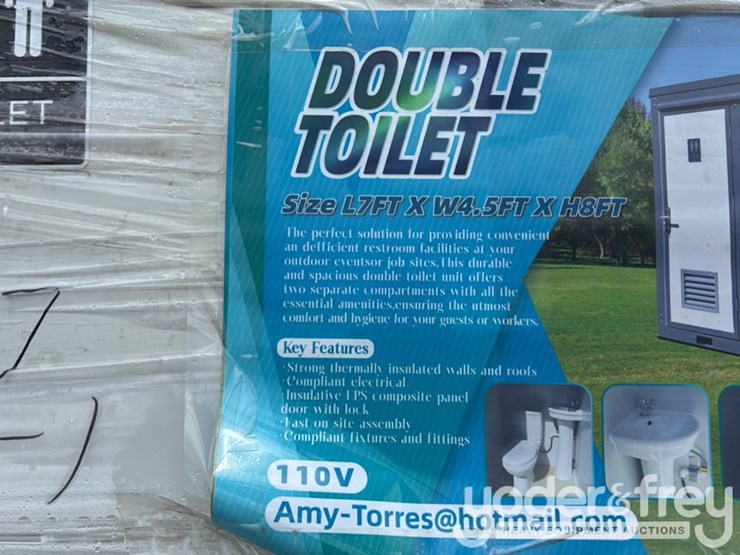 ET
DOUBLE
TOILET
Size L7FT X W4.5FT X H8FT
The perfect solution for providing convenient
an defficient restroom facilities at your
outdoor eventsor job sites.This durable
and spacious double toilet unit offers
two separate compartments with all the
essential amenities,ensuring the utmost
comfort and hygiene for your guests or workers.
Key Features
·Strong thermally insulated walls and roofs
·Compliant electrical
·Insulative EPS composite panel
door with lock
·Fast on site assembly
·Compliant fixtures and fittings
110V
Amy-Torres@hotmail.com
yoder&frey
HEAVY EQUIPMENT AUCTIONS